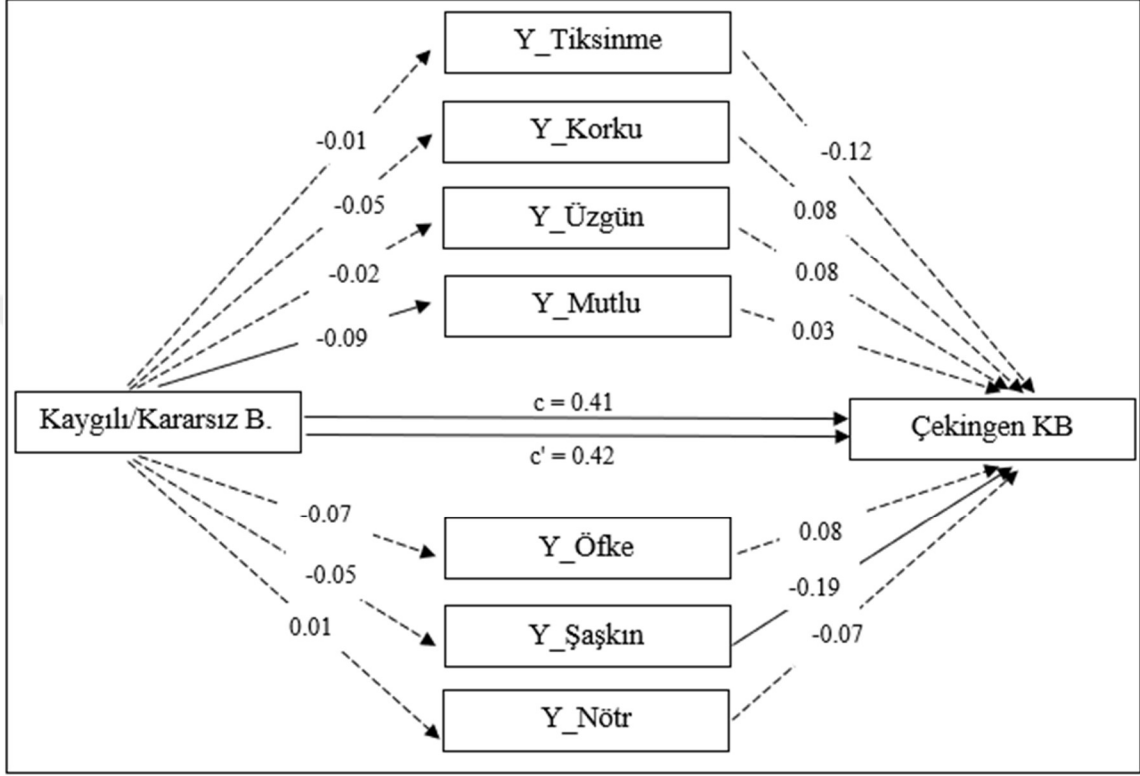 Y_Tiksinme
-0.01
-0.12
Y_Korku
-0.05
0.08
Y_Üzgün
-0.02
0.08
Y_Mutlu
-0.09
0.03
Kaygılı/Kararsız B.
c = 0.41
c' = 0.42
Çekingen KB
-0.07
Y_Öfke
0.08
-0.05
Y_Şaşkın
-0.19
0.01
-0.07
Y_Nötr